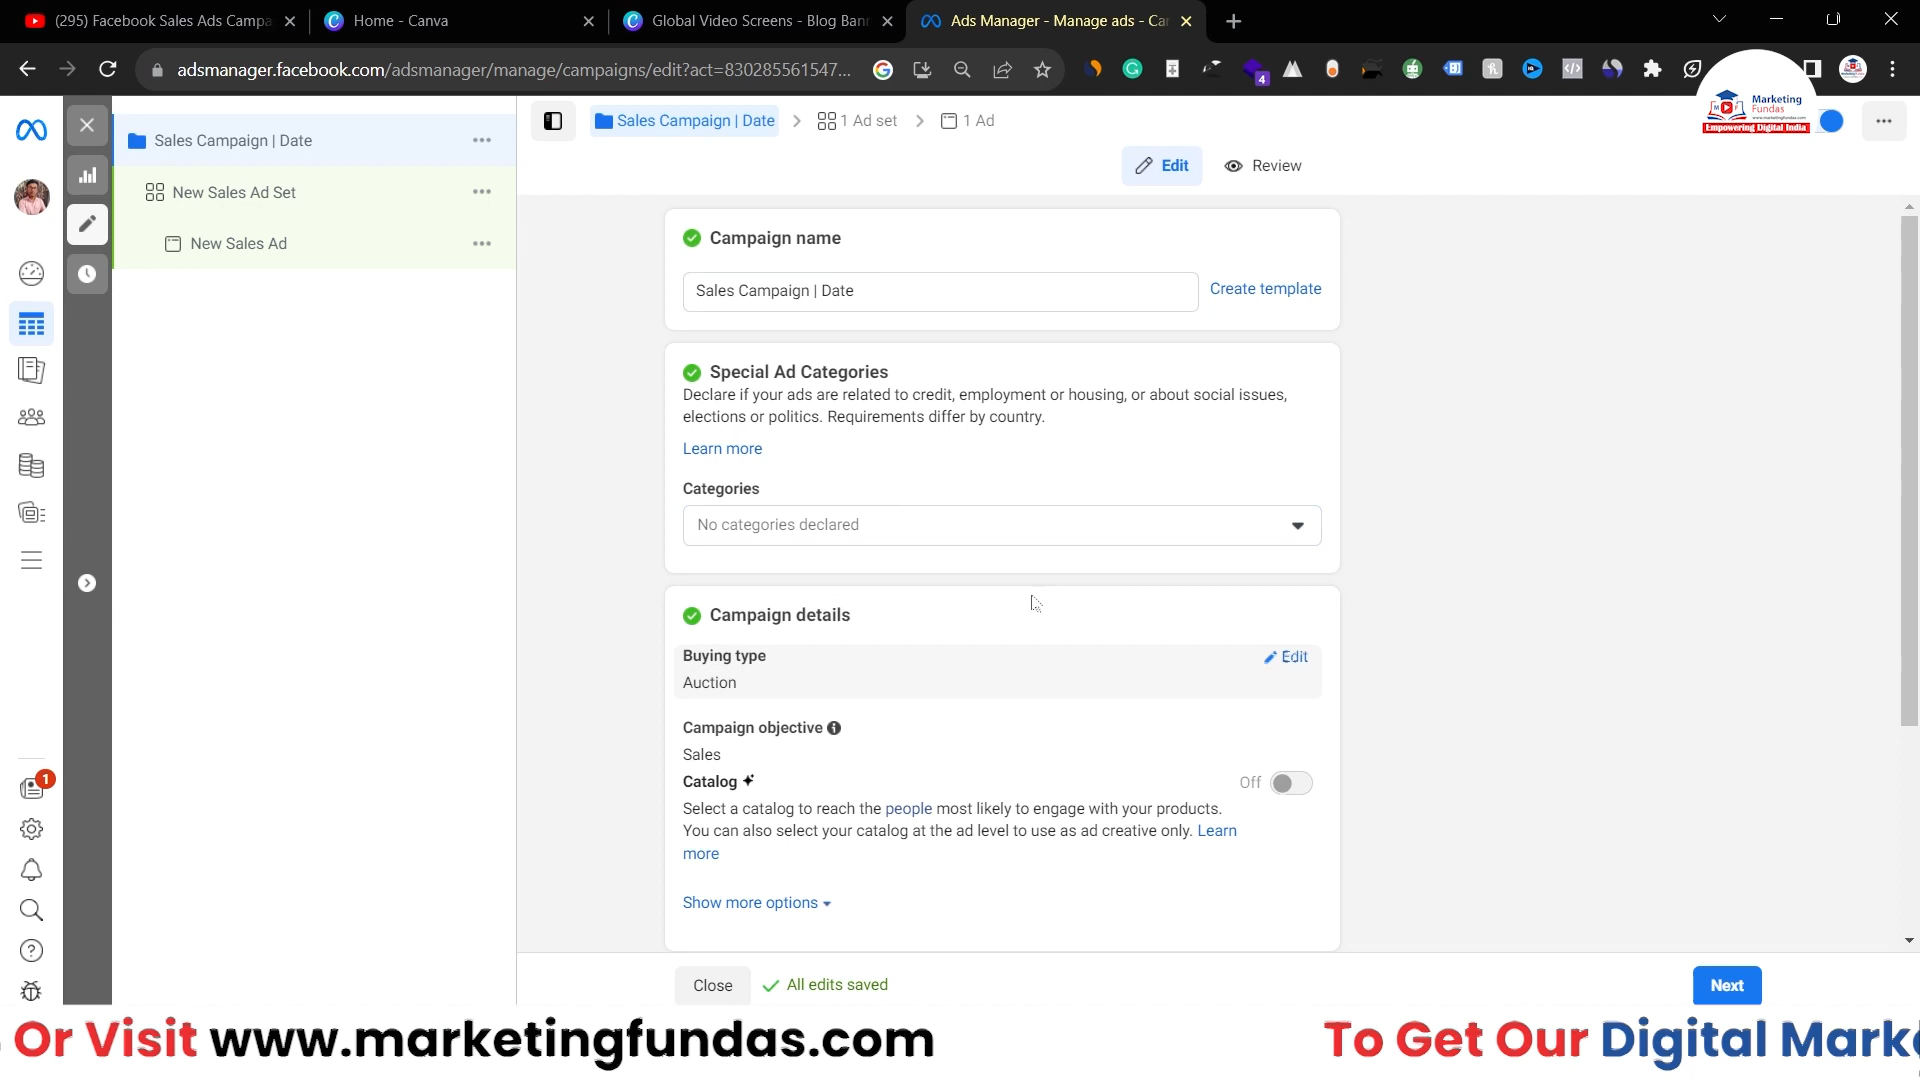 (295) Facebook Sales Ads Campa
Home - Canva
Global Video Screens - Blog Ban
Ads Manager - Manage ads - Ca
adsmanager.facebook.com/adsmanager/manage/campaigns/edit?act=830285561547...
4
Marketing
Fundas
www.marketingfundas.com
Empowering Digital India
Sales Campaign | Date
New Sales Ad Set
New Sales Ad
Sales Campaign | Date
1 Ad set
1 Ad
Edit
Review
Campaign name
Sales Campaign | Date
Create template
Special Ad Categories
Declare if your ads are related to credit, employment or housing, or about social issues,
elections or politics. Requirements differ by country.
Learn more
Categories
No categories declared
Campaign details
Buying type
Edit
Auction
Campaign objective
Sales
Catalog
Off
Select a catalog to reach the people most likely to engage with your products.
You can also select your catalog at the ad level to use as ad creative only. Learn
more
Show more options
1
Close
All edits saved
Next
Or Visit www.marketingfundas.com
To Get Our Digital Mark